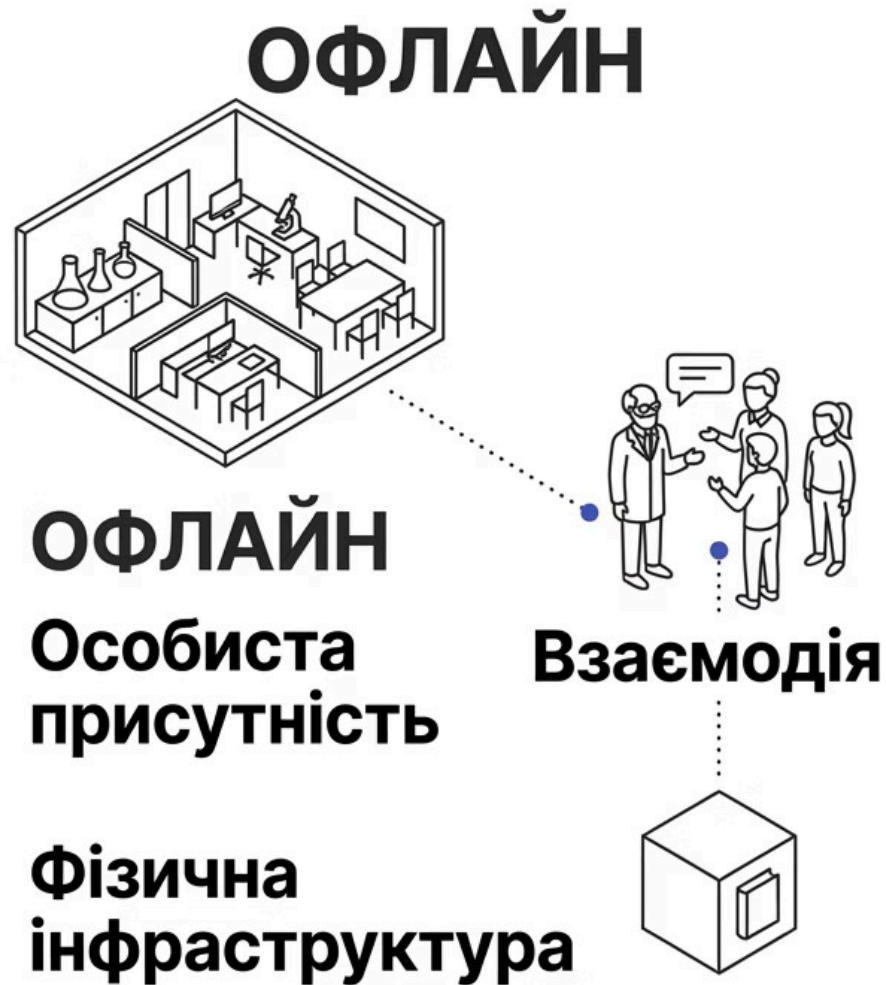 ОФЛАЙН
ОФЛАЙН
Особиста
присутність
Взаємодія
Фізична
інфраструктура